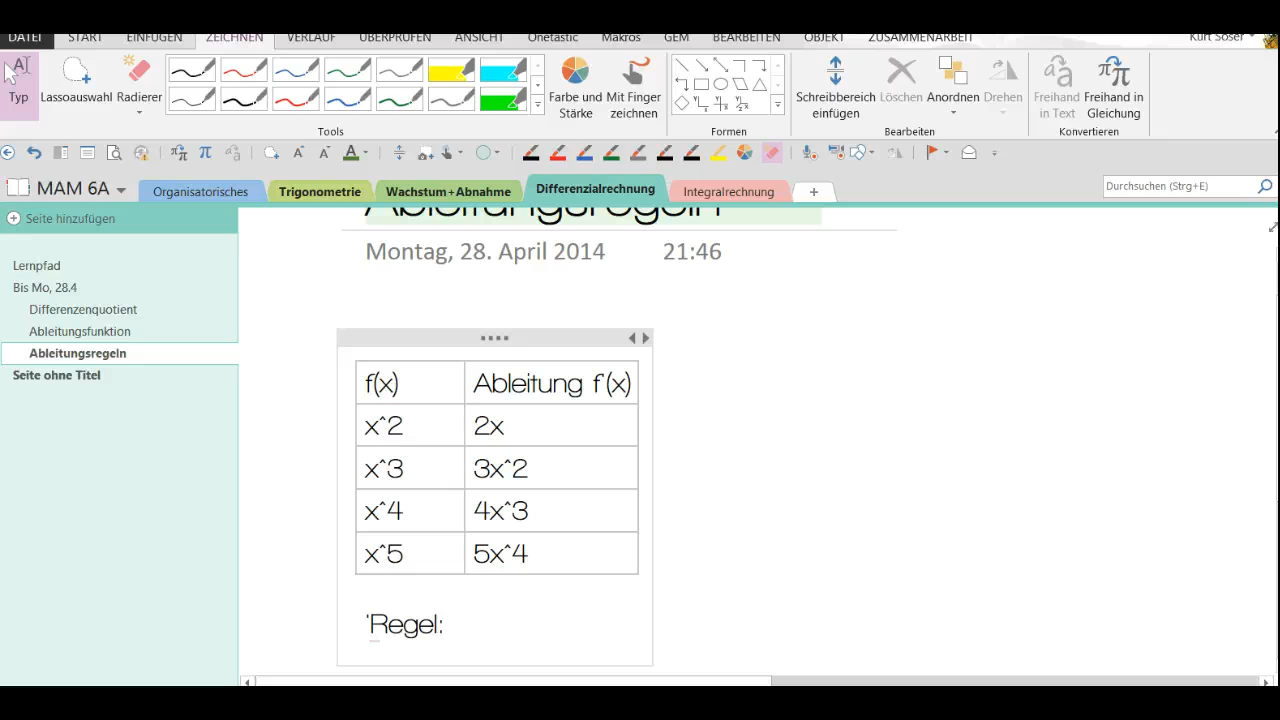 DATEI START EINFÜGEN ZEICHNEN VERLAUF ÜBERPRÜFEN ANSICHT Onetastic Makros GEM BEARBEITEN OBJEKT ZUSAMMENARBEIT Kurt Söser
Typ Lassoauswahl Radierer Farbe und Stärke Mit Finger zeichnen Schreibbereich einfügen Löschen Anordnen Drehen Freihand in Text Freihand in Gleichung
Tools Formen Bearbeiten Konvertieren
MAM 6A Organisatorisches Trigonometrie Wachstum+Abnahme Differenzialrechnung Integralrechnung + Durchsuchen (Strg+E)
Seite hinzufügen
Lernpfad
Bis Mo, 28.4
Differenzenquotient
Ableitungsfunktion
Ableitungsregeln
Seite ohne Titel
Ableitungsregeln
Montag, 28. April 2014 21:46
f(x) Ableitung f'(x)
x^2 2x
x^3 3x^2
x^4 4x^3
x^5 5x^4
'Regel: